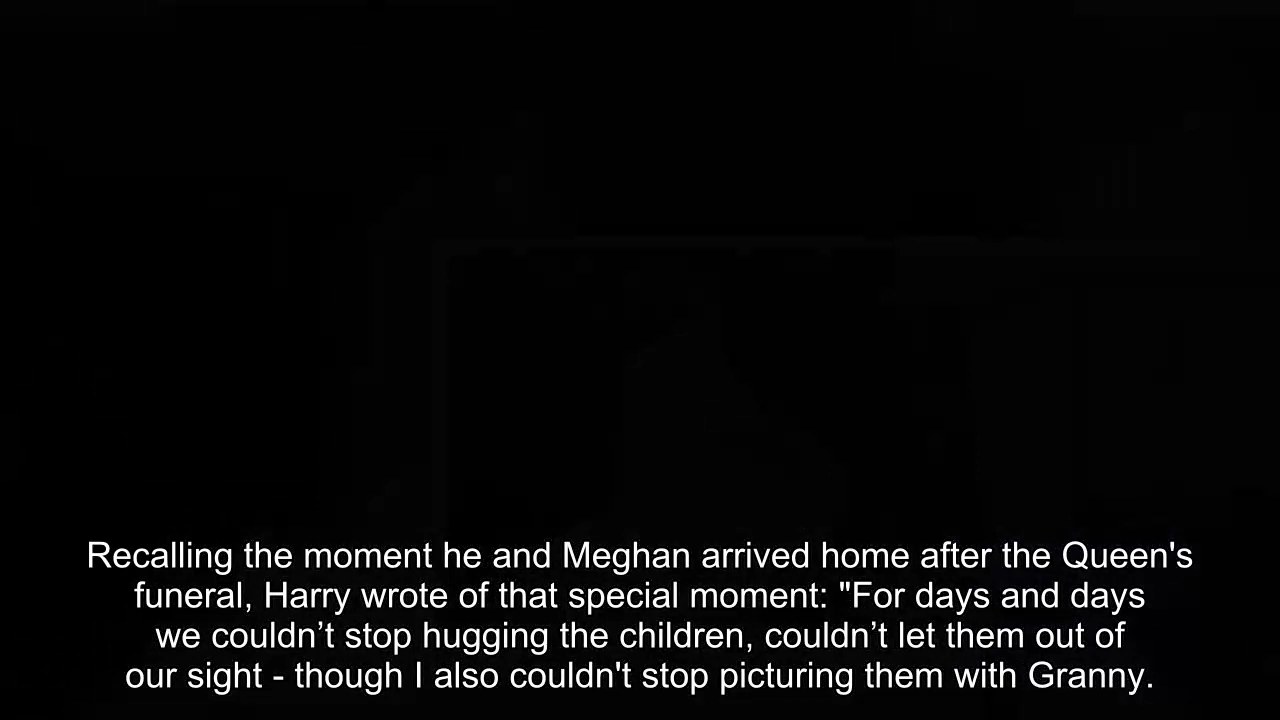 Recalling the moment he and Meghan arrived home after the Queen's
funeral, Harry wrote of that special moment: "For days and days
we couldn’t stop hugging the children, couldn’t let them out of
our sight - though I also couldn't stop picturing them with Granny.